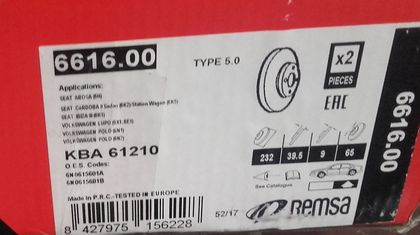 6616.00
TYPE 5.0
x2
PIECES
EAC
Applications:
SEAT AROSA (6H)
SEAT CORDOBA II Sedan (6K2)/Station Wagon (6K5)
SEAT IBIZA II (6K1)
VOLKSWAGEN LUPO (6X1,6E1)
VOLKSWAGEN POLO (6N1)
VOLKSWAGEN POLO (6N2)
KBA 61210
O.E.S. Codes:
6N0615601A
6N0615601B
232 39.5 9 65
See Catalogue
Made in P.R.C.-TESTED IN EUROPE
8 427975 156228
52/17
Remsa
6616.00